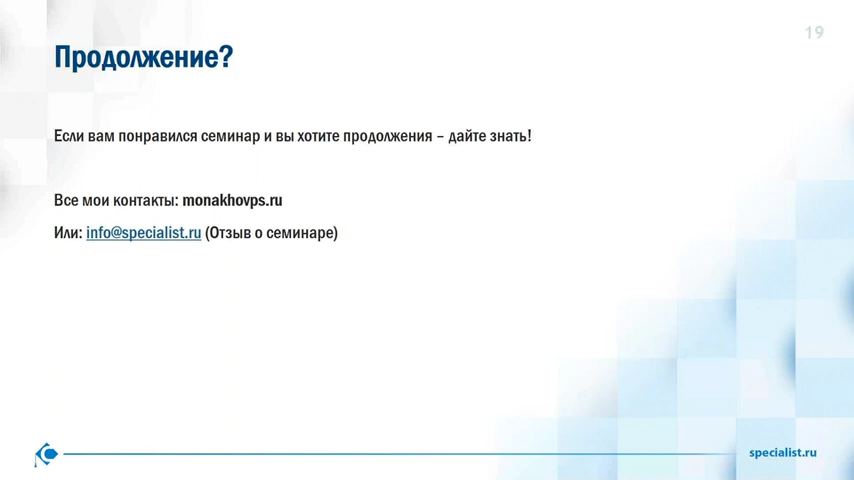 19
Продолжение?
Если вам понравился семинар и вы хотите продолжения – дайте знать!
Все мои контакты: monakhovps.ru
Или: info@specialist.ru (Отзыв о семинаре)
specialist.ru